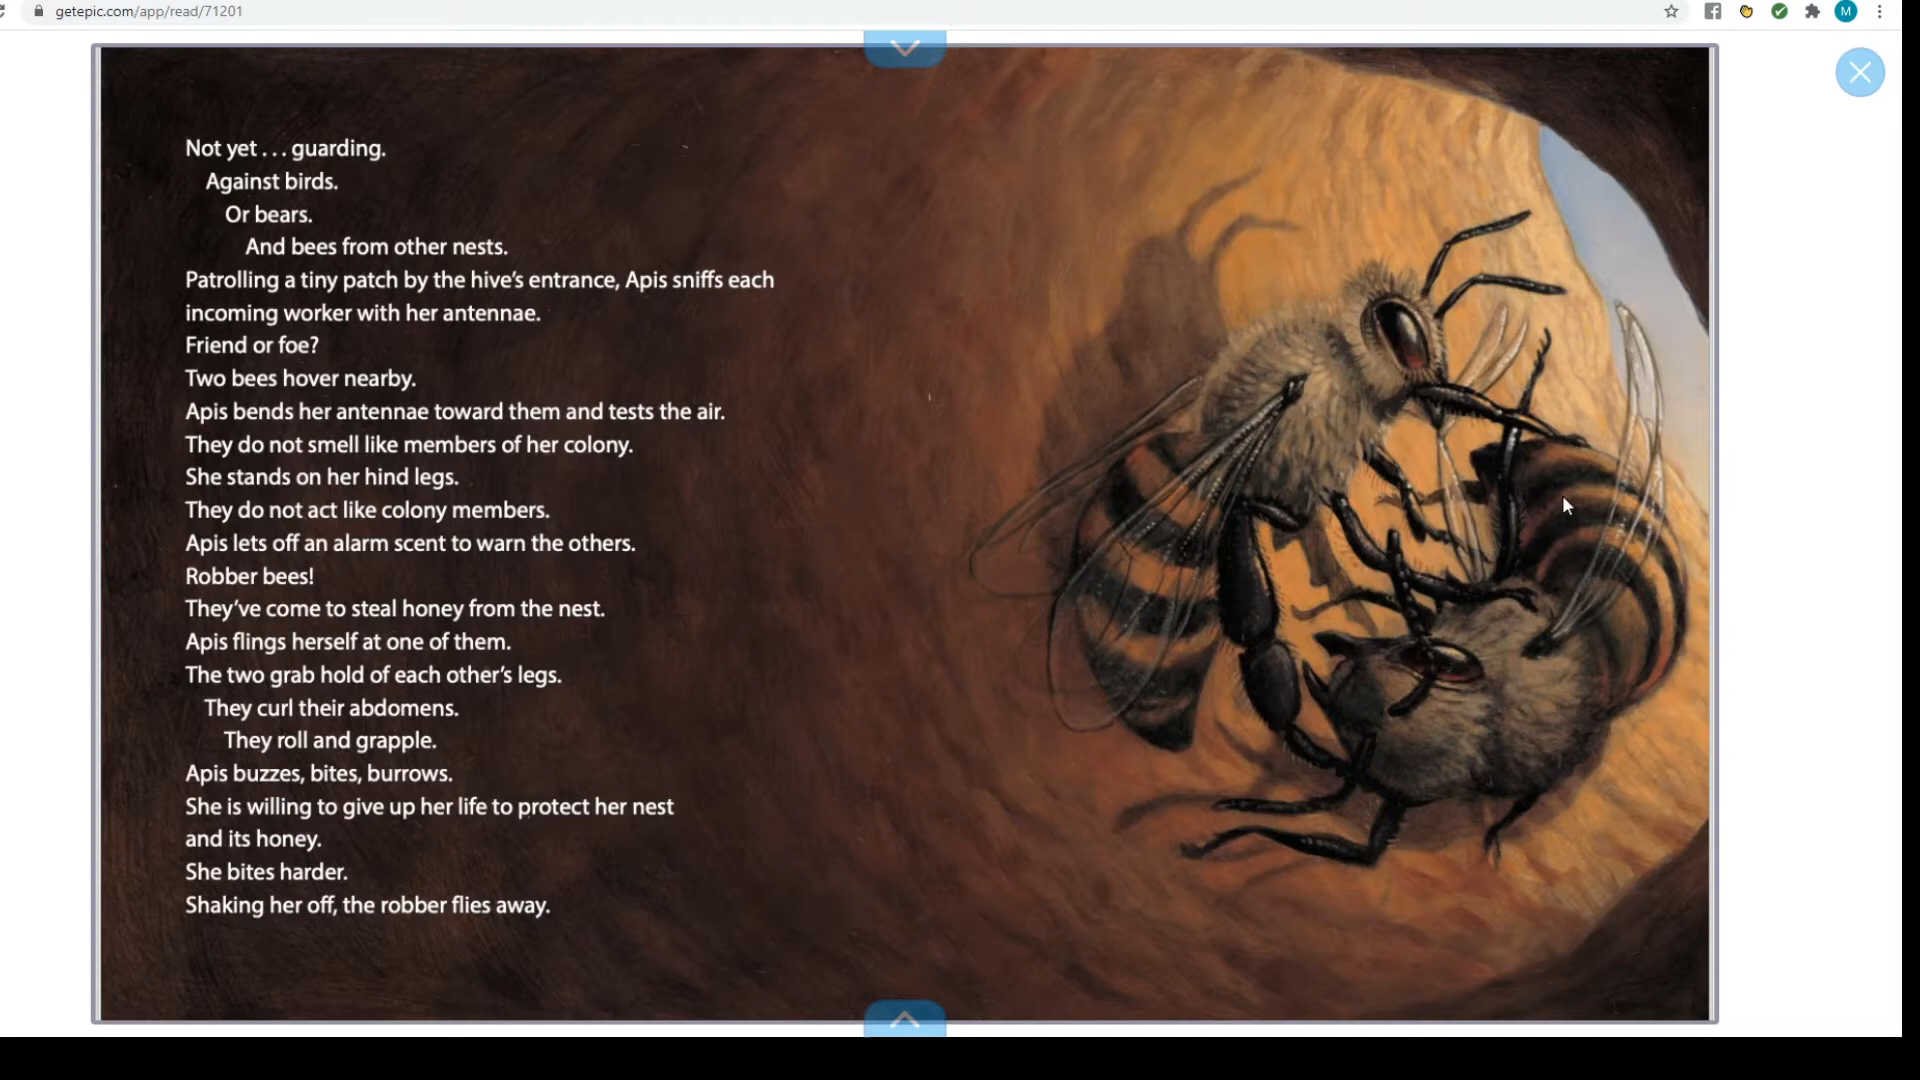 getepic.com/app/read/71201
M
Not yet . . . guarding.
Against birds.
Or bears.
And bees from other nests.
Patrolling a tiny patch by the hive’s entrance, Apis sniffs each
incoming worker with her antennae.
Friend or foe?
Two bees hover nearby.
Apis bends her antennae toward them and tests the air.
They do not smell like members of her colony.
She stands on her hind legs.
They do not act like colony members.
Apis lets off an alarm scent to warn the others.
Robber bees!
They’ve come to steal honey from the nest.
Apis flings herself at one of them.
The two grab hold of each other’s legs.
They curl their abdomens.
They roll and grapple.
Apis buzzes, bites, burrows.
She is willing to give up her life to protect her nest
and its honey.
She bites harder.
Shaking her off, the robber flies away.